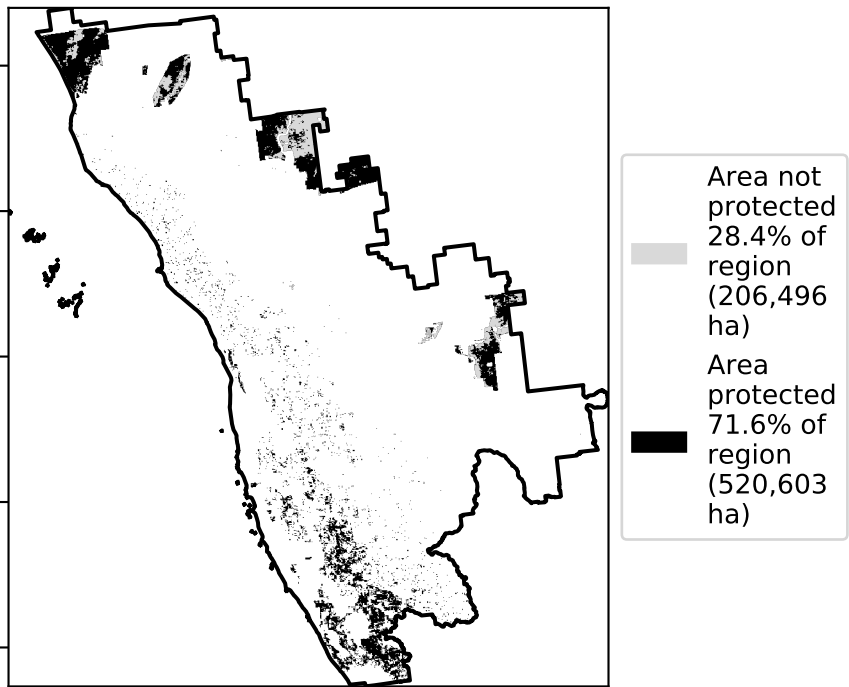 Area not
protected
28.4% of
region
(206,496
ha)
Area
protected
71.6% of
region
(520,603
ha)